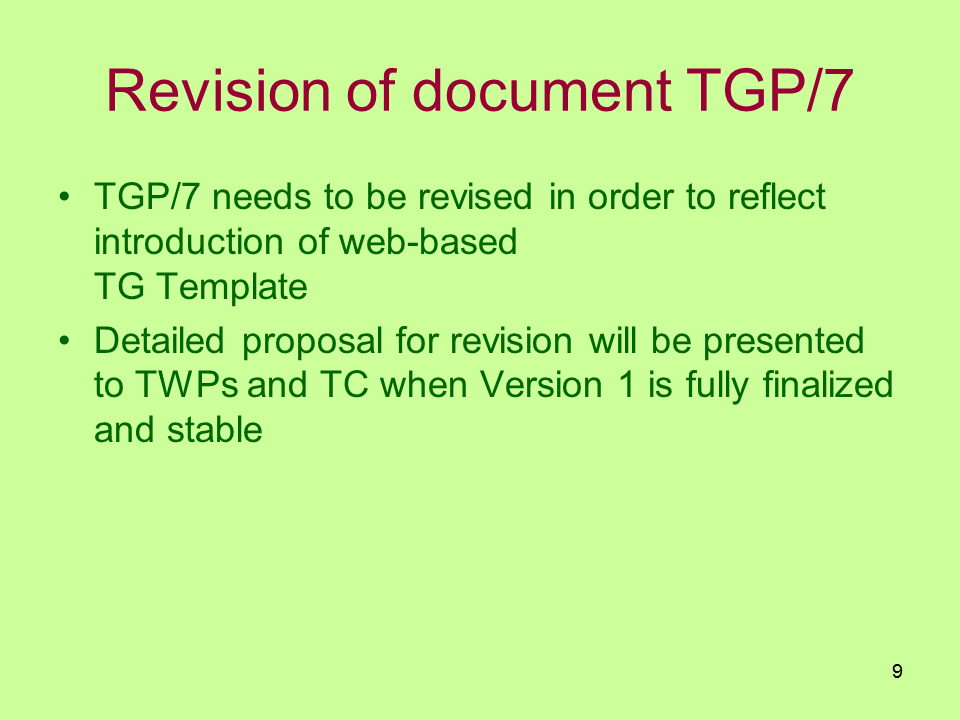 Revision of document TGP/7
• TGP/7 needs to be revised in order to reflect
introduction of web-based
TG Template
• Detailed proposal for revision will be presented
to TWPs and TC when Version 1 is fully finalized
and stable
9